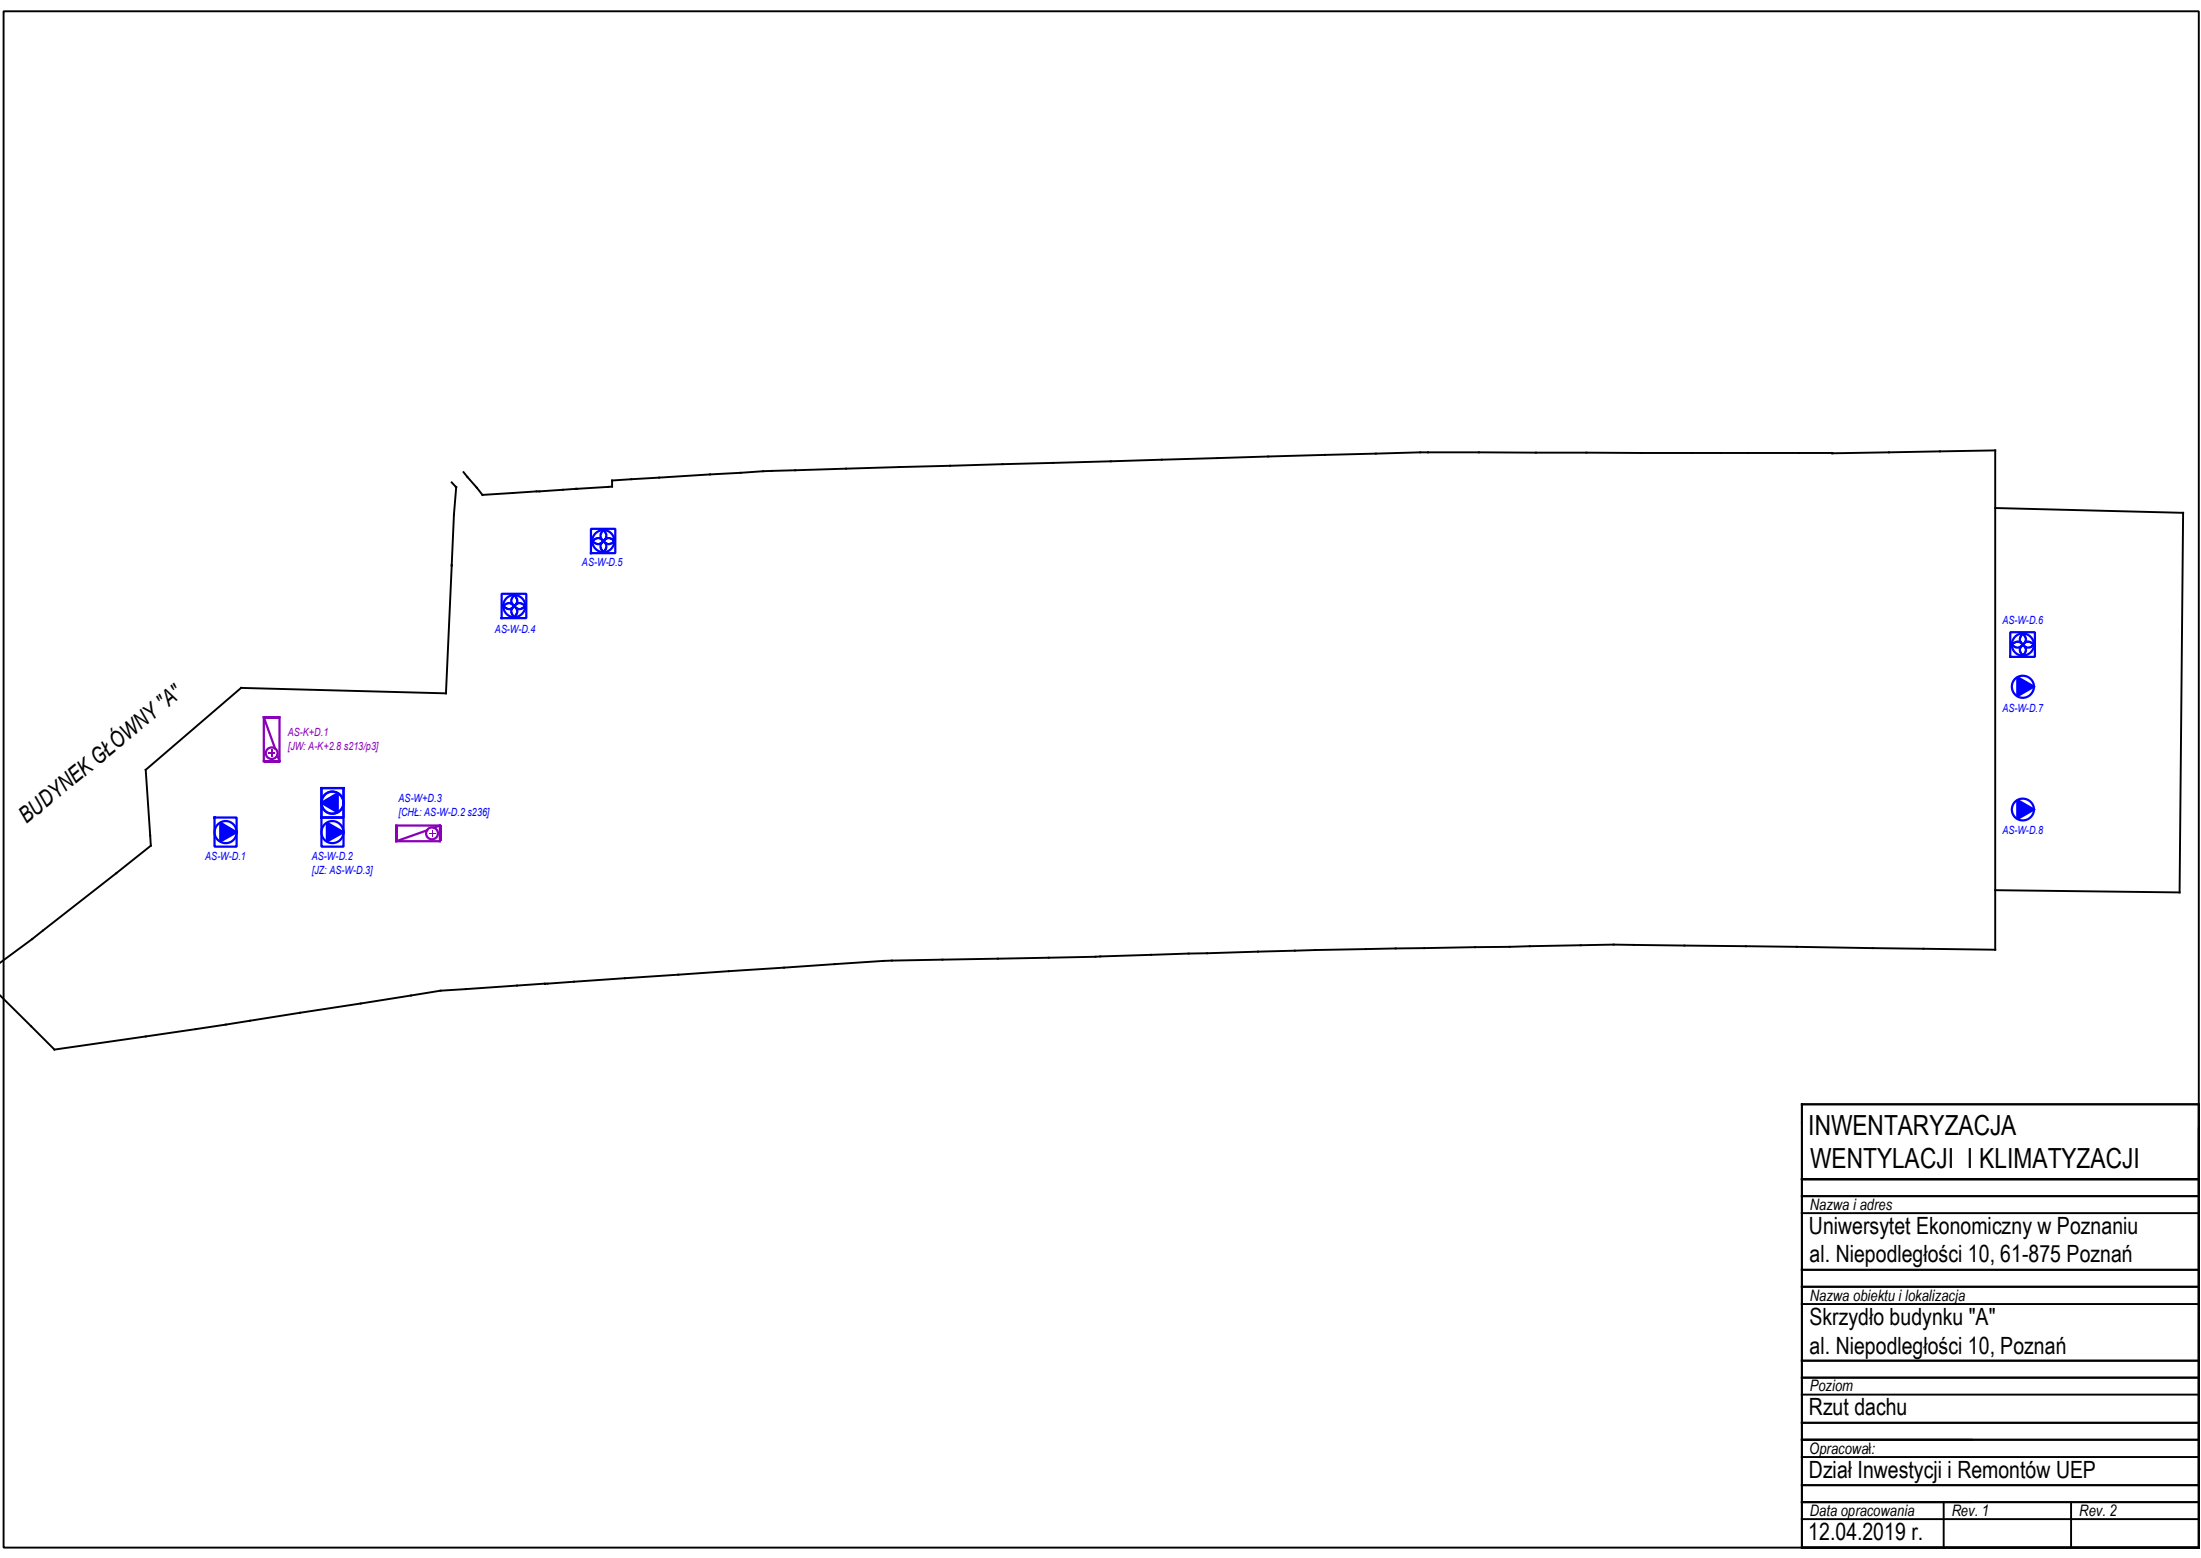 AS-W-D.5
AS-W-D.4
AS-W-D.6
AS-W-D.7
AS-W-D.8
BUDYNEK GŁÓWNY "A"
AS-K+D.1
[JW: A-K+2.8 s213/p3]
AS-W+D.3
[CHŁ: AS-W-D.2 s236]
AS-W-D.1
AS-W-D.2
[JZ: AS-W-D.3]
INWENTARYZACJA
WENTYLACJI I KLIMATYZACJI
Nazwa i adres
Uniwersytet Ekonomiczny w Poznaniu
al. Niepodległości 10, 61-875 Poznań
Nazwa obiektu i lokalizacja
Skrzydło budynku "A"
al. Niepodległości 10, Poznań
Poziom
Rzut dachu
Opracował:
Dział Inwestycji i Remontów UEP
Data opracowania Rev. 1 Rev. 2
12.04.2019 r.